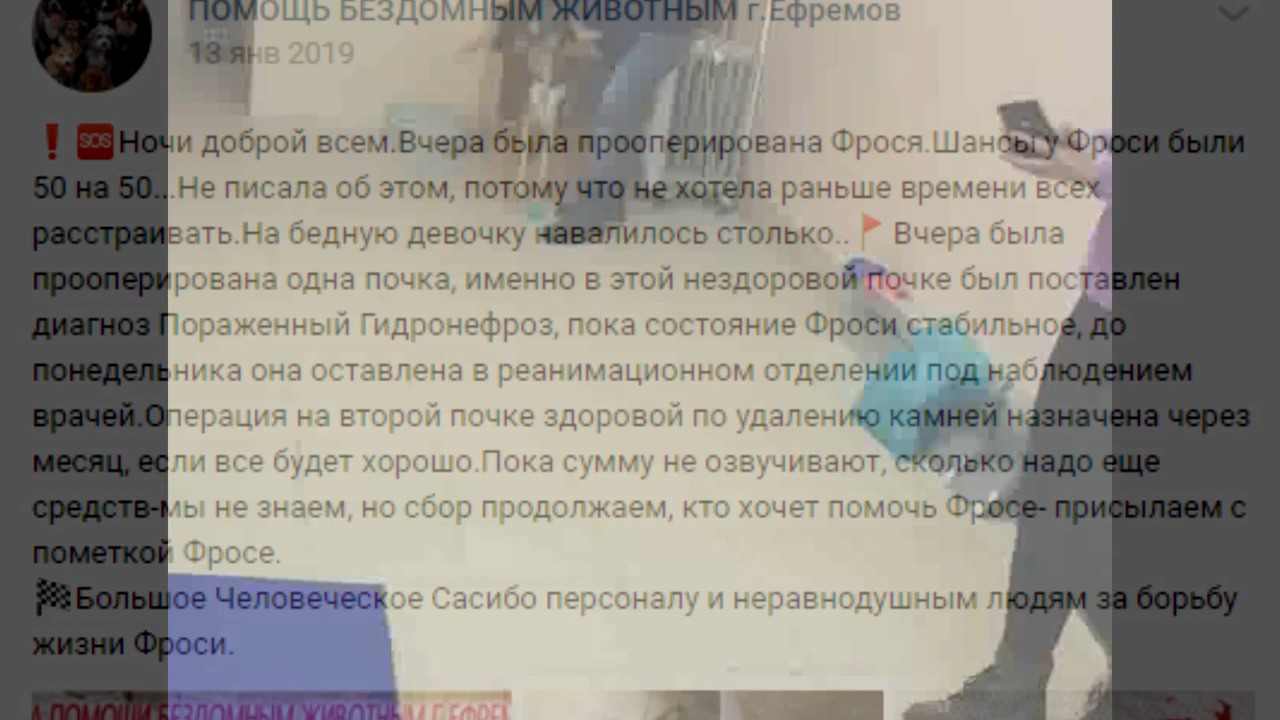 ПОМОЩЬ БЕЗДОМНЫМ ЖИВОТНЫМ г.Ефремов
13 янв 2019
❗🆘Ночи доброй всем.Вчера была прооперирована Фрося.Шансы у Фроси были
50 на 50...Не писала об этом, потому что не хотела раньше времени всех
расстраивать.На бедную девочку навалилось столько..🚩Вчера была
прооперирована одна почка, именно в этой нездоровой почке был поставлен
диагноз Пораженный Гидронефроз, пока состояние Фроси стабильное, до
понедельника она оставлена в реанимационном отделении под наблюдением
врачей.Операция на второй почке здоровой по удалению камней назначена через
месяц, если все будет хорошо.Пока сумму не озвучивают, сколько надо еще
средств-мы не знаем, но сбор продолжаем, кто хочет помочь Фросе- присылаем с
пометкой Фросе.
🏁Большое Человеческое Сасибо персоналу и неравнодушным людям за борьбу
жизни Фроси.
ПОМОЩИ БЕЗДОМНЫМ ЖИВОТНЫМ Г.ЕФРЕ